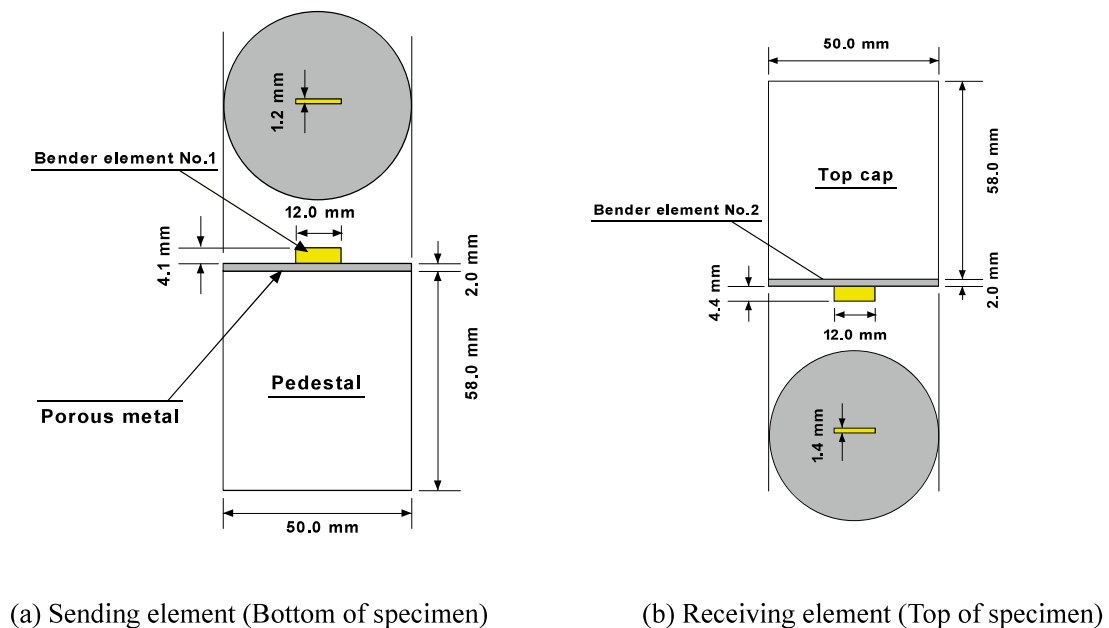 1.2 mm
Bender element No.1
12.0 mm
4.1 mm
2.0 mm
58.0 mm
Pedestal
Porous metal
50.0 mm
(a) Sending element (Bottom of specimen)
50.0 mm
58.0 mm
Top cap
Bender element No.2
2.0 mm
4.4 mm
12.0 mm
1.4 mm
(b) Receiving element (Top of specimen)